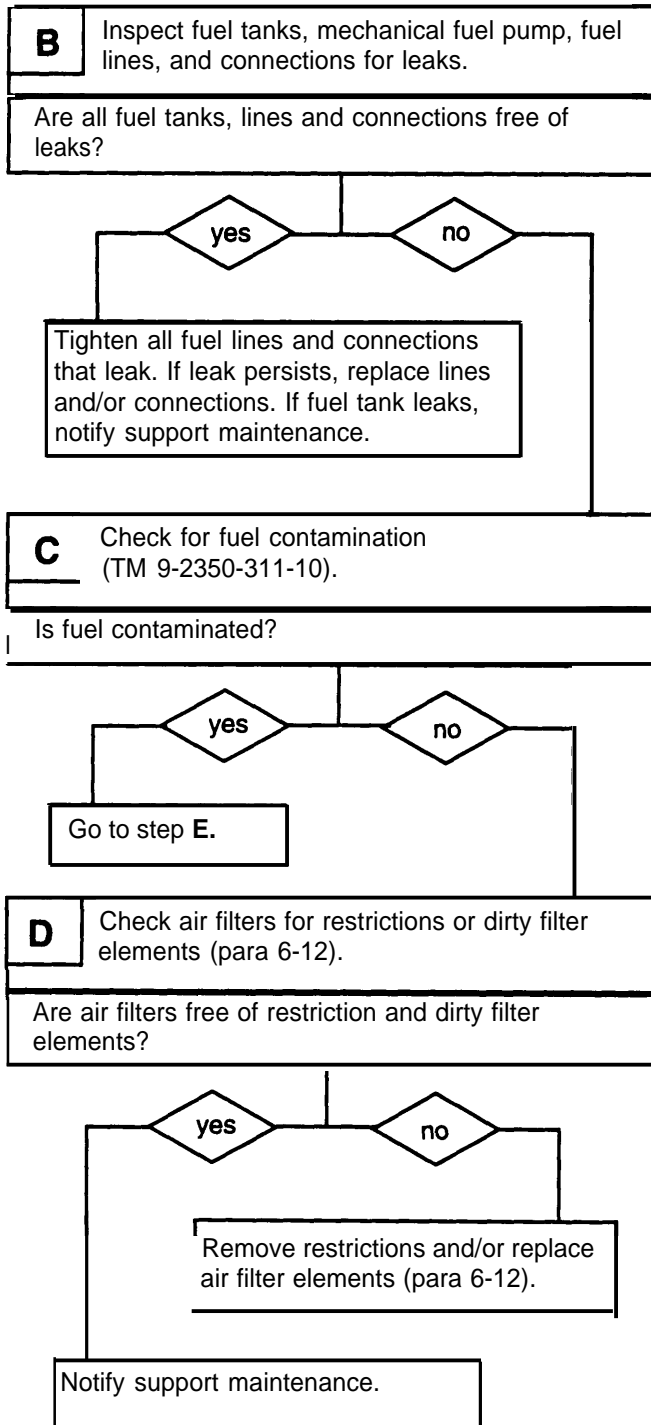 B
Inspect fuel tanks, mechanical fuel pump, fuel
lines, and connections for leaks.
Are all fuel tanks, lines and connections free of
leaks?
yes
no
Tighten all fuel lines and connections
that leak. If leak persists, replace lines
and/or connections. If fuel tank leaks,
notify support maintenance.
C
Check for fuel contamination
(TM 9-2350-311-10).
Is fuel contaminated?
yes
no
Go to step E.
D
Check air filters for restrictions or dirty filter
elements (para 6-12).
Are air filters free of restriction and dirty filter
elements?
yes
no
Remove restrictions and/or replace
air filter elements (para 6-12).
Notify support maintenance.